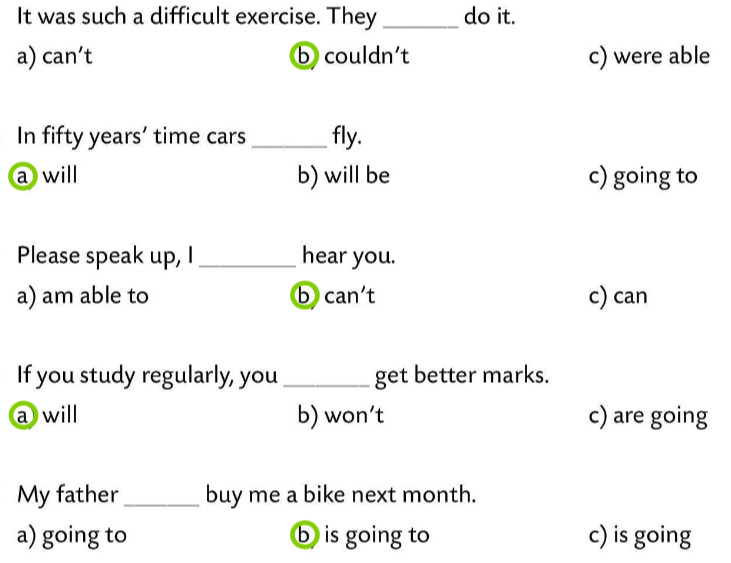 It was such a difficult exercise. They ______ do it.
a) can't b) couldn't c) were able
In fifty years' time cars ______ fly.
a) will b) will be c) going to
Please speak up, I ________ hear you.
a) am able to b) can't c) can
If you study regularly, you _______ get better marks.
a) will b) won't c) are going
My father ______ buy me a bike next month.
a) going to b) is going to c) is going